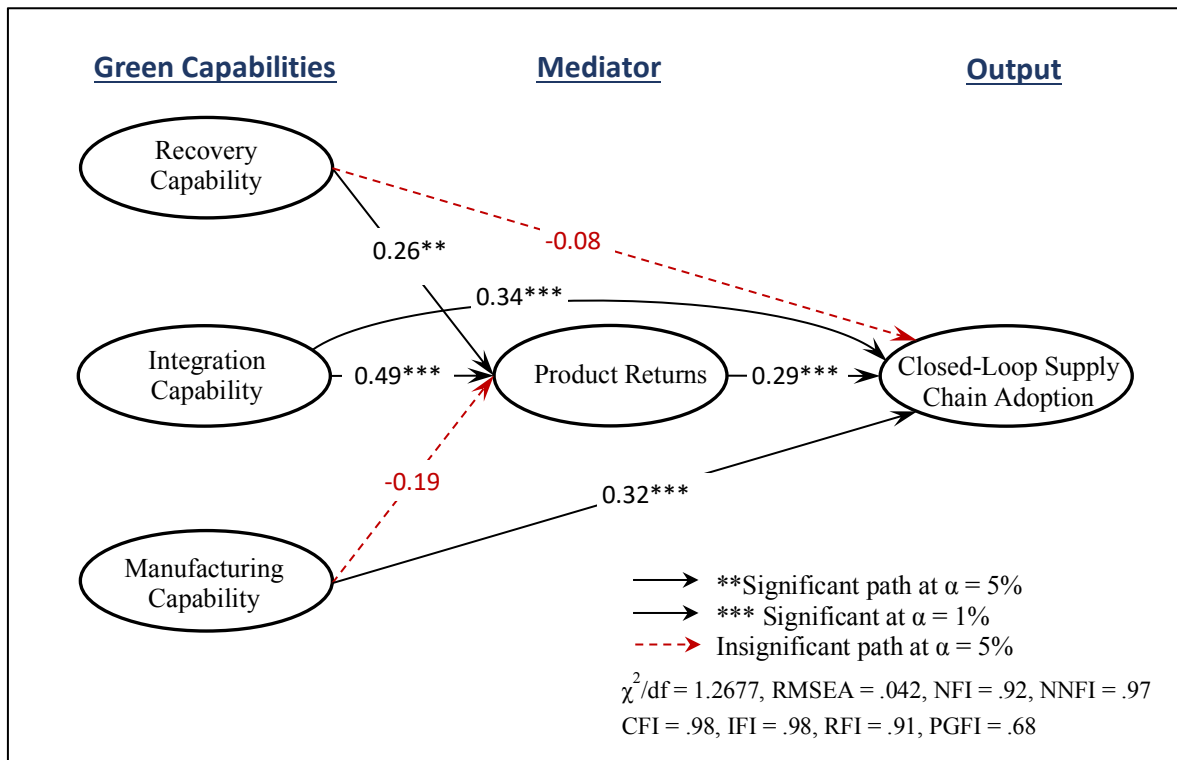 Green Capabilities
Mediator
Output
Recovery
Capability
-0.08
0.26**
0.34***
Integration
Capability
0.49***
Product Returns
0.29***
Closed-Loop Supply
Chain Adoption
-0.19
0.32***
Manufacturing
Capability
**Significant path at α = 5%
*** Significant at α = 1%
Insignificant path at α = 5%
χ²/df = 1.2677, RMSEA = .042, NFI = .92, NNFI = .97
CFI = .98, IFI = .98, RFI = .91, PGFI = .68